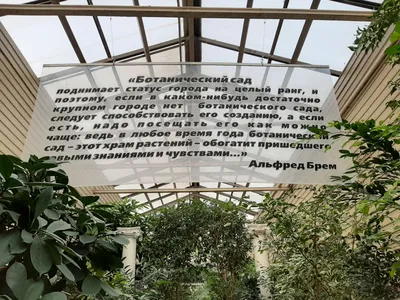 «Ботанический сад
поднимает статус города на целый ранг, и
поэтому, если в каком-нибудь достаточно
крупном городе нет ботанического сада,
следует способствовать его созданию, а если
есть, надо посещать его как можно
чаще: ведь в любое время года ботанический
сад – этот храм растений – обогатит пришедшего
новыми знаниями и чувствами...»
Альфред Брем